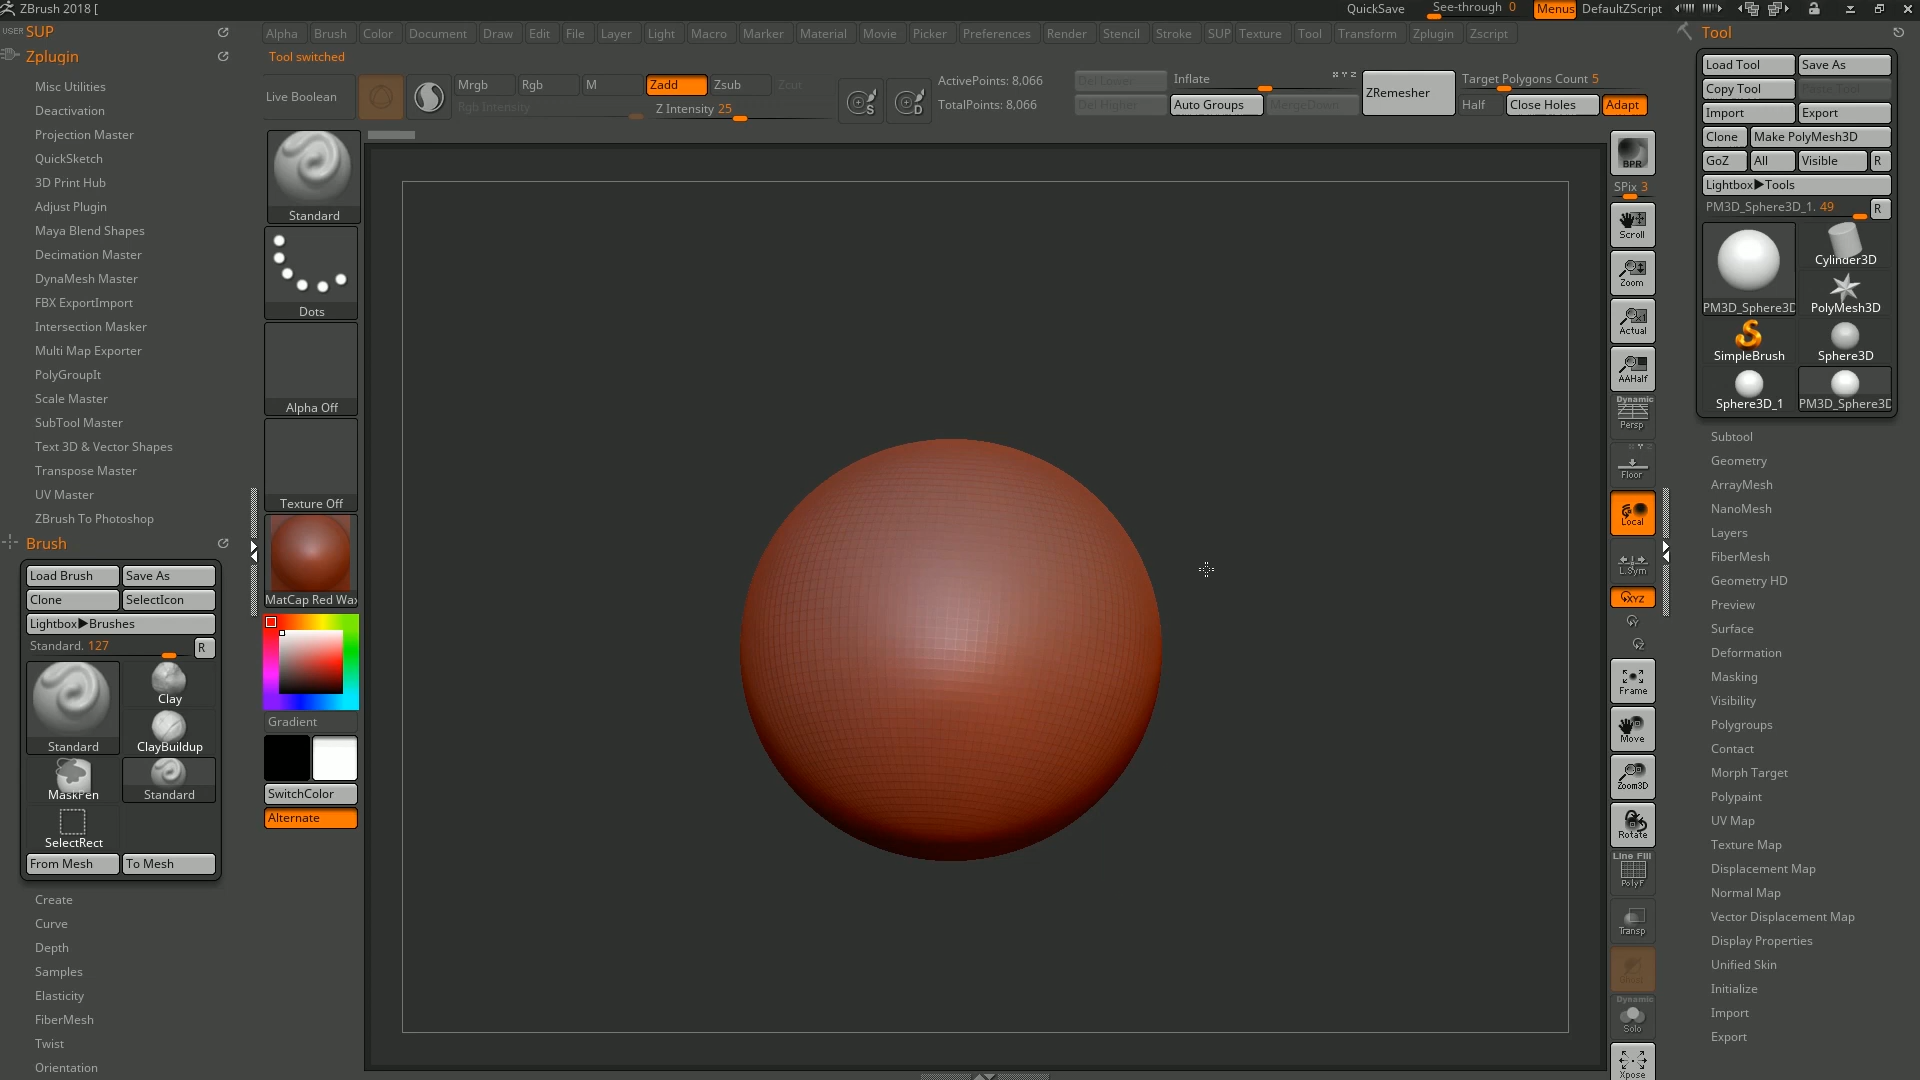 ZBrush 2018 [
QuickSave
See-through 0
Menus
DefaultZScript
USER SUP
Zplugin
Misc Utilities
Deactivation
Projection Master
QuickSketch
3D Print Hub
Adjust Plugin
Maya Blend Shapes
Decimation Master
DynaMesh Master
FBX ExportImport
Intersection Masker
Multi Map Exporter
PolyGroupIt
Scale Master
SubTool Master
Text 3D & Vector Shapes
Transpose Master
UV Master
ZBrush To Photoshop
Brush
Load Brush
Save As
Clone
SelectIcon
Lightbox▶Brushes
Standard. 127
R
Standard
Clay
ClayBuildup
MaskPen
Standard
SelectRect
From Mesh
To Mesh
Create
Curve
Depth
Samples
Elasticity
FiberMesh
Twist
Orientation
Alpha Brush Color Document Draw Edit File Layer Light Macro Marker Material Movie Picker Preferences Render Stencil Stroke SUP Texture Tool Transform Zplugin Zscript
Tool switched
Live Boolean
Mrgb
Rgb
M
Zadd
Zsub
Zcut
Rgb Intensity
Z Intensity 25
S
D
ActivePoints: 8,066
TotalPoints: 8,066
Del Lower
Del Higher
Inflate
X Y Z
Auto Groups
MergeDown
ZRemesher
Target Polygons Count 5
Half
Close Holes
Adapt
Standard
Dots
Alpha Off
Texture Off
MatCap Red Wax
Gradient
SwitchColor
Alternate
BPR
SPix 3
Scroll
Zoom
Actual
AAHalf
Dynamic
Persp
Floor
Local
L.Sym
XYZ
Y
Z
Frame
Move
Zoom3D
Rotate
Line Fill
PolyF
Transp
Ghost
Dynamic
Solo
Xpose
Tool
Load Tool
Save As
Copy Tool
Paste Tool
Import
Export
Clone
Make PolyMesh3D
GoZ
All
Visible
R
Lightbox▶Tools
PM3D_Sphere3D_1. 49
R
PM3D_Sphere3D
Cylinder3D
PolyMesh3D
SimpleBrush
Sphere3D
Sphere3D_1
PM3D_Sphere3D
Subtool
Geometry
ArrayMesh
NanoMesh
Layers
FiberMesh
Geometry HD
Preview
Surface
Deformation
Masking
Visibility
Polygroups
Contact
Morph Target
Polypaint
UV Map
Texture Map
Displacement Map
Normal Map
Vector Displacement Map
Display Properties
Unified Skin
Initialize
Import
Export